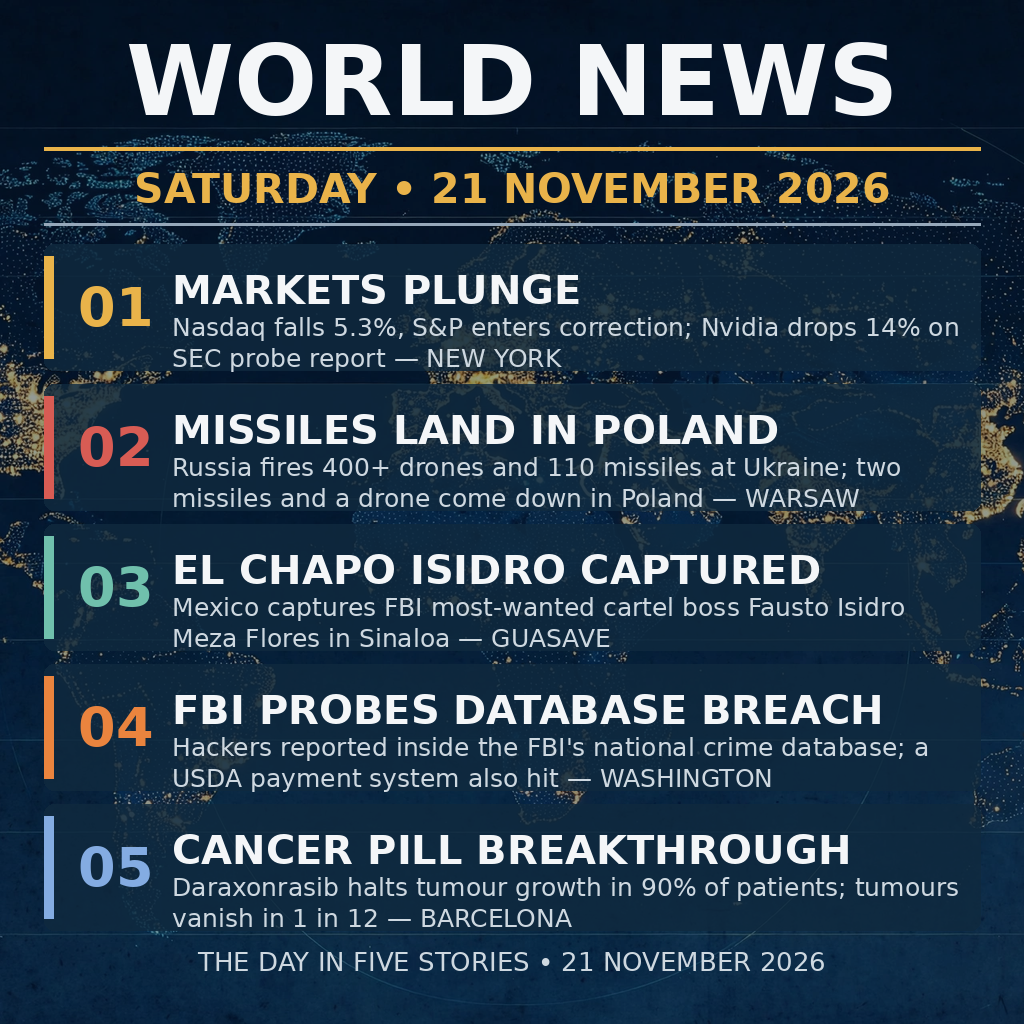 WORLD NEWS
SATURDAY • 21 NOVEMBER 2026
01
MARKETS PLUNGE
Nasdaq falls 5.3%, S&P enters correction; Nvidia drops 14% on
SEC probe report — NEW YORK
02
MISSILES LAND IN POLAND
Russia fires 400+ drones and 110 missiles at Ukraine; two
missiles and a drone come down in Poland — WARSAW
03
EL CHAPO ISIDRO CAPTURED
Mexico captures FBI most-wanted cartel boss Fausto Isidro
Meza Flores in Sinaloa — GUASAVE
04
FBI PROBES DATABASE BREACH
Hackers reported inside the FBI's national crime database; a
USDA payment system also hit — WASHINGTON
05
CANCER PILL BREAKTHROUGH
Daraxonrasib halts tumour growth in 90% of patients; tumours
vanish in 1 in 12 — BARCELONA
THE DAY IN FIVE STORIES • 21 NOVEMBER 2026